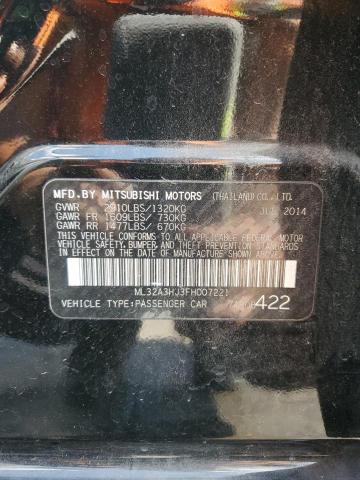 MFD.BY MITSUBISHI MOTORS (THAILAND) CO., LTD.
GVWR 2910LBS/1320KG JUL 2014
GAWR FR 1609LBS/ 730KG
GAWR RR 1477LBS/ 670KG
THIS VEHICLE CONFORMS TO ALL APPLICABLE FEDERAL MOTOR
VEHICLE SAFETY, BUMPER, AND THEFT PREVENTION STANDARDS
IN EFFECT ON THE DATE OF MANUFACTURE SHOWN ABOVE.
ML32A3HJ3FH007221
VEHICLE TYPE:PASSENGER CAR 422